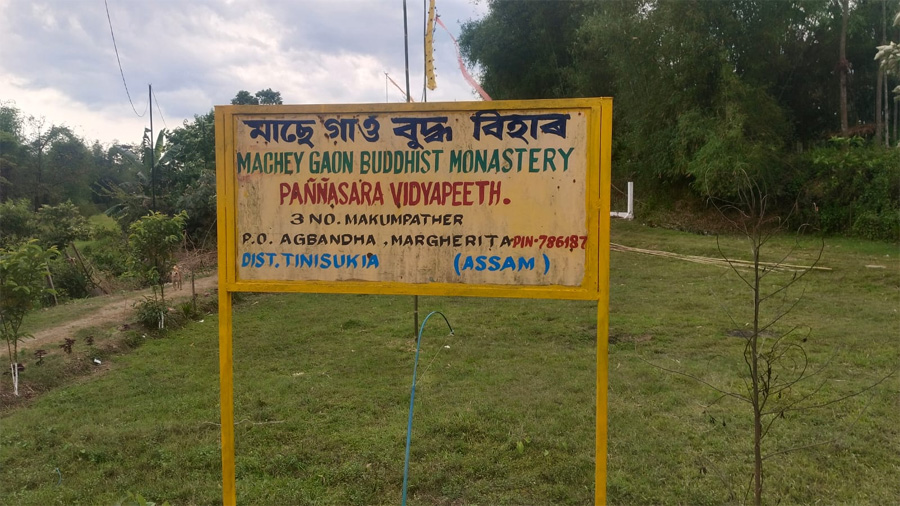 মাছে গাওঁ বুদ্ধ বিহাৰ
MACHEY GAON BUDDHIST MONASTERY
PAÑÑASARA VIDYAPEETH.
3 NO. MAKUMPATHER
P.O. AGBANDHA , MARGHERITA-PIN-786187
DIST. TINISUKIA (ASSAM)